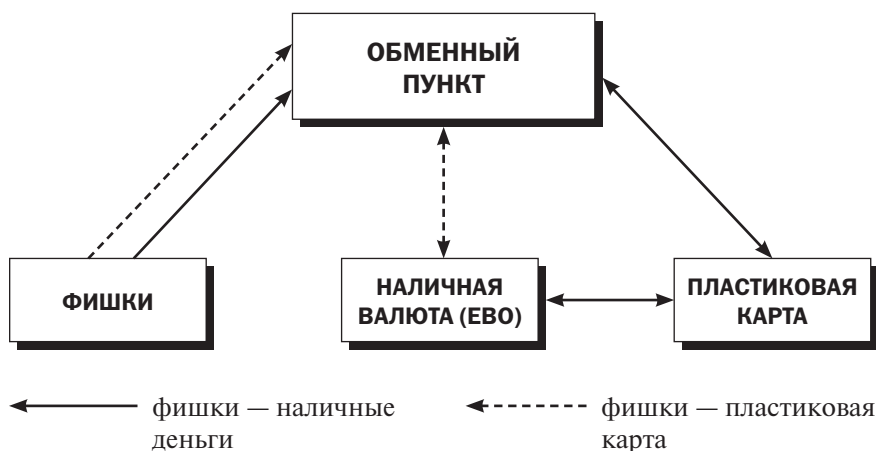 ОБМЕННЫЙ
ПУНКТ
ФИШКИ
НАЛИЧНАЯ
ВАЛЮТА (ЕВО)
ПЛАСТИКОВАЯ
КАРТА
фишки — наличные
деньги
фишки — пластиковая
карта